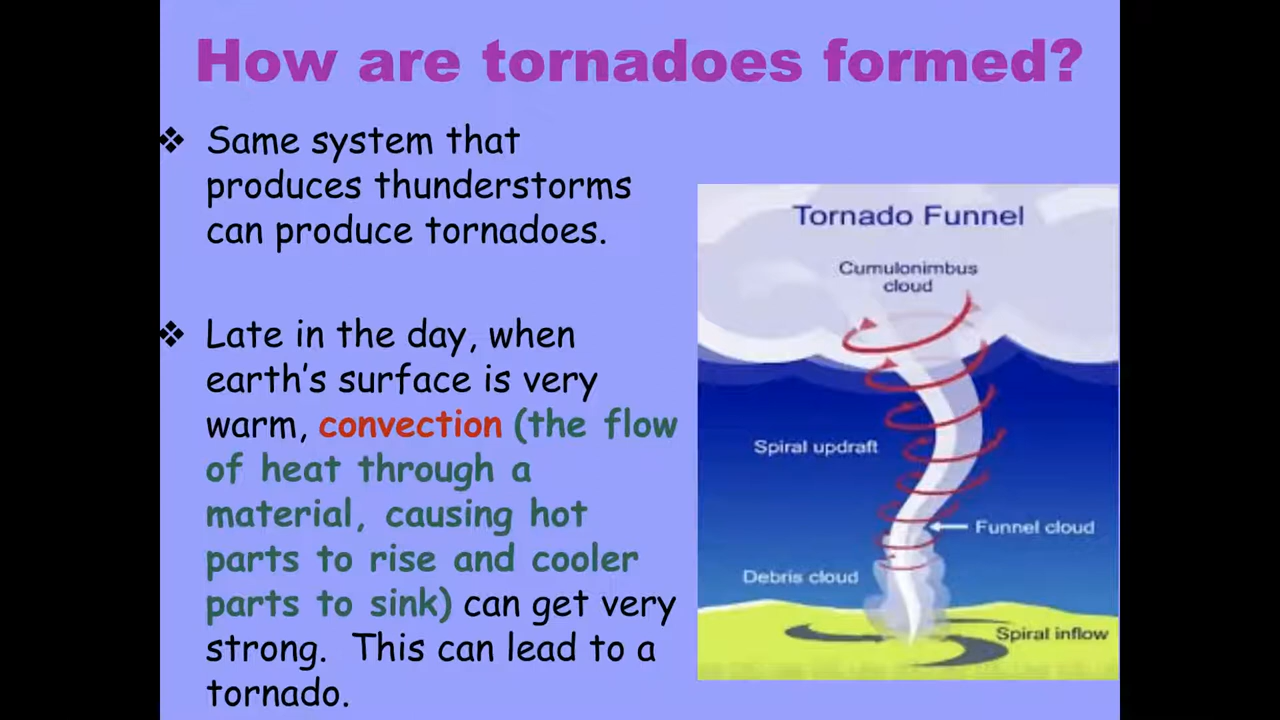 How are tornadoes formed?
❖ Same system that
produces thunderstorms
can produce tornadoes.
❖ Late in the day, when
earth's surface is very
warm, convection (the flow
of heat through a
material, causing hot
parts to rise and cooler
parts to sink) can get very
strong.  This can lead to a
tornado.
Tornado Funnel
Cumulonimbus
cloud
Spiral updraft
Funnel cloud
Debris cloud
Spiral inflow